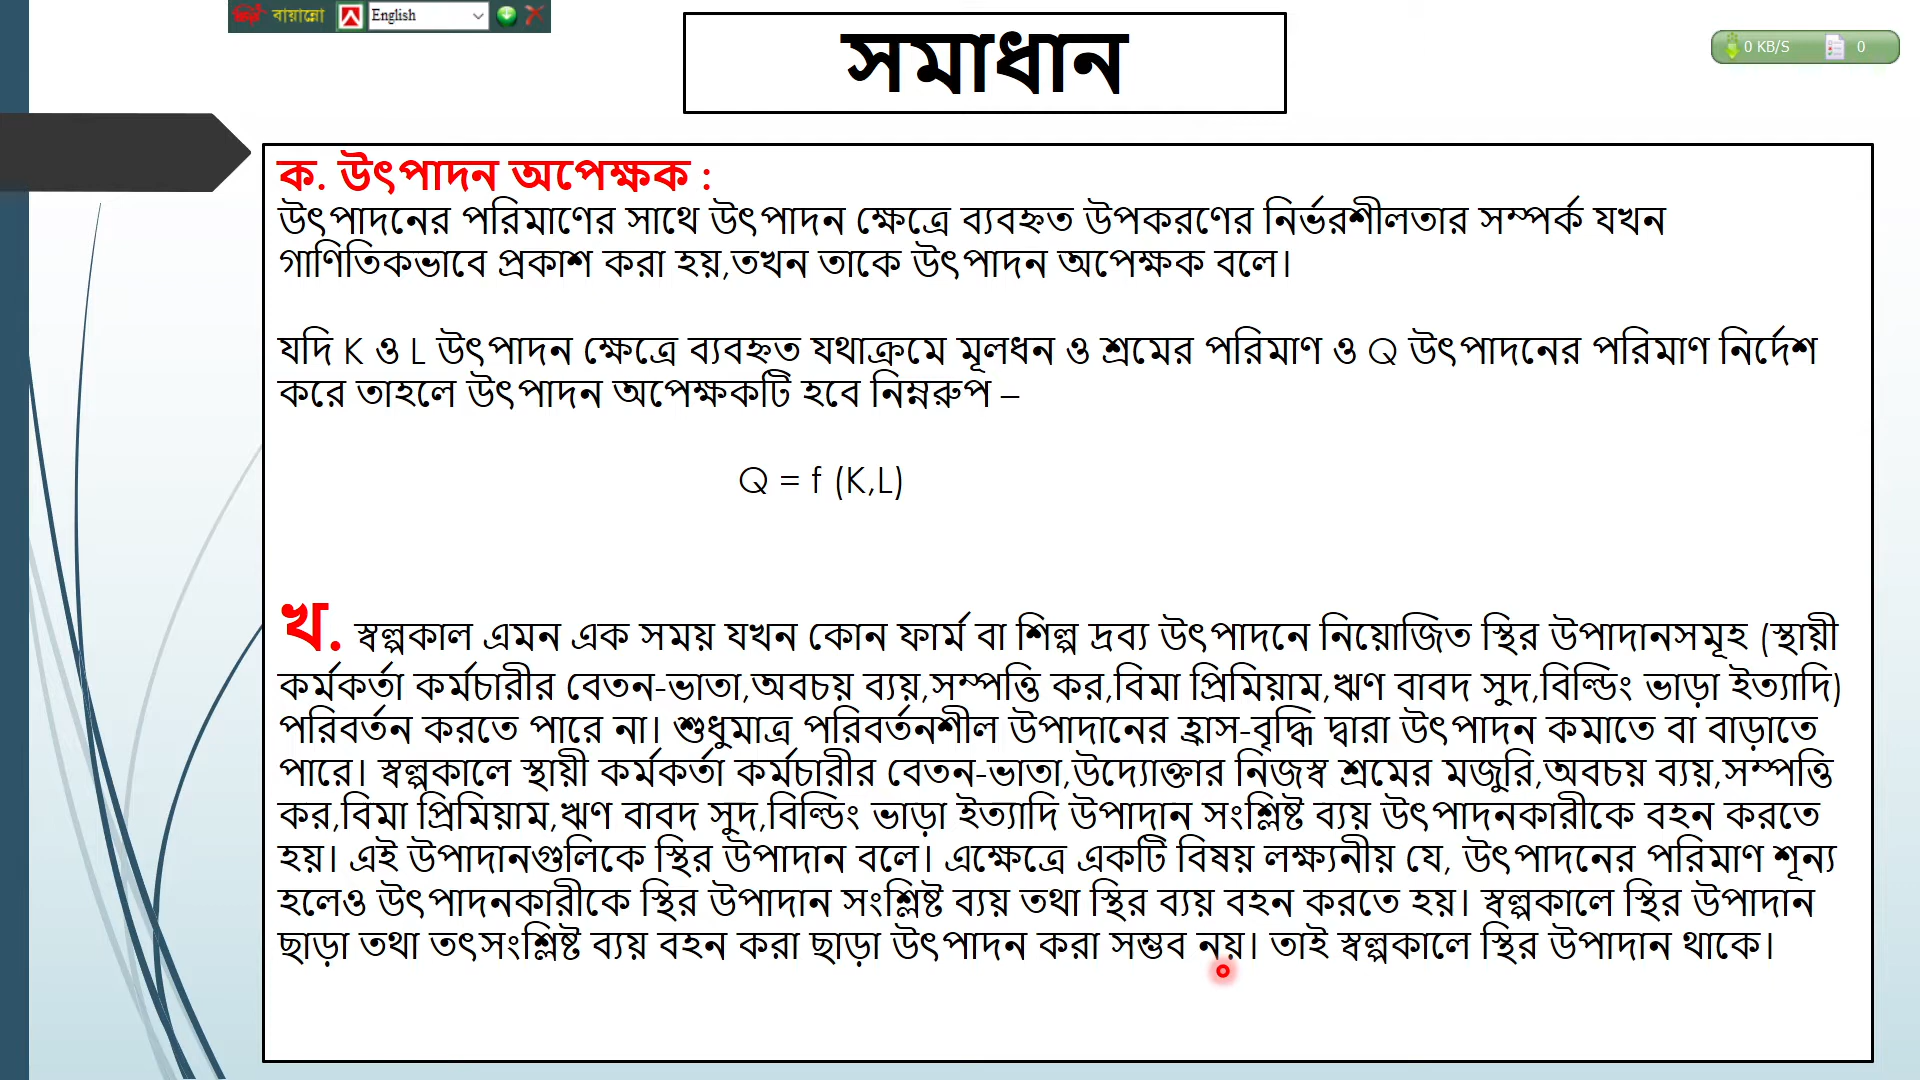 বায়ান্নো English
0 KB/S 0
সমাধান
ক. উৎপাদন অপেক্ষক :
উৎপাদনের পরিমাণের সাথে উৎপাদন ক্ষেত্রে ব্যবহৃত উপকরণের নির্ভরশীলতার সম্পর্ক যখন
গাণিতিকভাবে প্রকাশ করা হয়,তখন তাকে উৎপাদন অপেক্ষক বলে।
যদি K ও L উৎপাদন ক্ষেত্রে ব্যবহৃত যথাক্রমে মূলধন ও শ্রমের পরিমাণ ও Q উৎপাদনের পরিমাণ নির্দেশ
করে তাহলে উৎপাদন অপেক্ষকটি হবে নিম্নরুপ –
Q = f (K,L)
খ. স্বল্পকাল এমন এক সময় যখন কোন ফার্ম বা শিল্প দ্রব্য উৎপাদনে নিয়োজিত স্থির উপাদানসমূহ (স্থায়ী
কর্মকর্তা কর্মচারীর বেতন-ভাতা,অবচয় ব্যয়,সম্পত্তি কর,বিমা প্রিমিয়াম,ঋণ বাবদ সুদ,বিল্ডিং ভাড়া ইত্যাদি)
পরিবর্তন করতে পারে না। শুধুমাত্র পরিবর্তনশীল উপাদানের হ্রাস-বৃদ্ধি দ্বারা উৎপাদন কমাতে বা বাড়াতে
পারে। স্বল্পকালে স্থায়ী কর্মকর্তা কর্মচারীর বেতন-ভাতা,উদ্যোক্তার নিজস্ব শ্রমের মজুরি,অবচয় ব্যয়,সম্পত্তি
কর,বিমা প্রিমিয়াম,ঋণ বাবদ সুদ,বিল্ডিং ভাড়া ইত্যাদি উপাদান সংশ্লিষ্ট ব্যয় উৎপাদনকারীকে বহন করতে
হয়। এই উপাদানগুলিকে স্থির উপাদান বলে। এক্ষেত্রে একটি বিষয় লক্ষ্যনীয় যে, উৎপাদনের পরিমাণ শূন্য
হলেও উৎপাদনকারীকে স্থির উপাদান সংশ্লিষ্ট ব্যয় তথা স্থির ব্যয় বহন করতে হয়। স্বল্পকালে স্থির উপাদান
ছাড়া তথা তৎসংশ্লিষ্ট ব্যয় বহন করা ছাড়া উৎপাদন করা সম্ভব নয়। তাই স্বল্পকালে স্থির উপাদান থাকে।